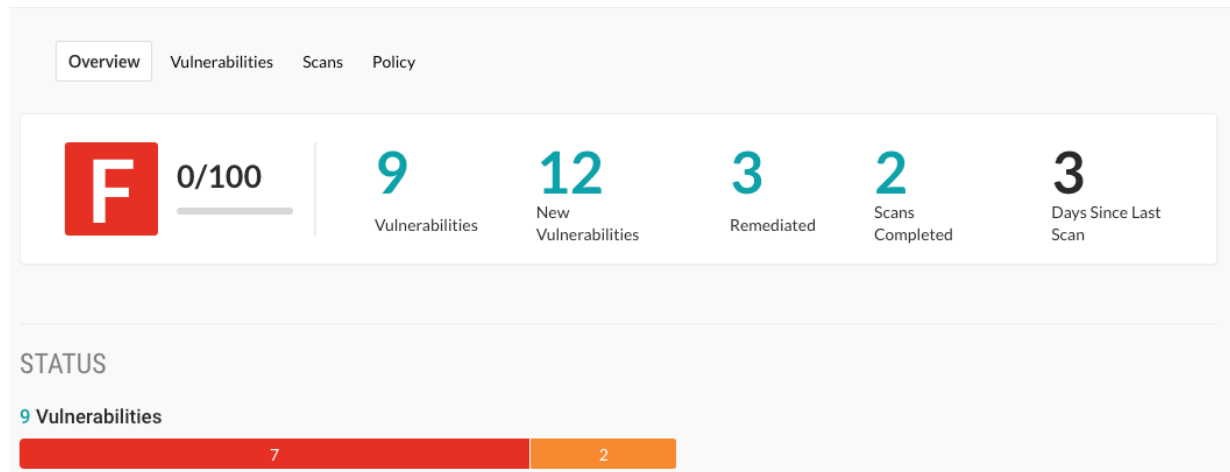 Overview Vulnerabilities Scans Policy
F 0/100
9
Vulnerabilities
12
New
Vulnerabilities
3
Remediated
2
Scans
Completed
3
Days Since Last
Scan
STATUS
9 Vulnerabilities
7 2